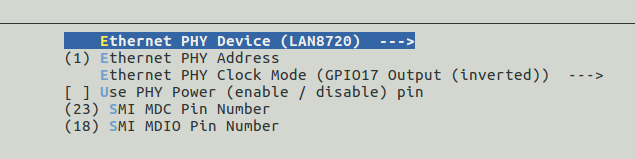 Ethernet PHY Device (LAN8720)  --->
(1) Ethernet PHY Address
Ethernet PHY Clock Mode (GPIO17 Output (inverted))  --->
[ ] Use PHY Power (enable / disable) pin
(23) SMI MDC Pin Number
(18) SMI MDIO Pin Number